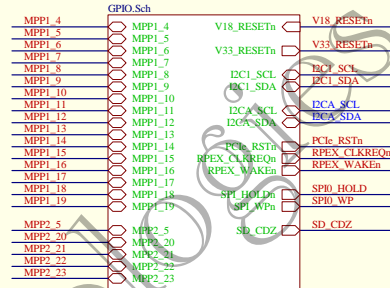 GPIO.Sch
MPP1_4 MPP1_4 V18_RESETn V18_RESETn
MPP1_5 MPP1_5
MPP1_6 MPP1_6 V33_RESETn V33_RESETn
MPP1_7 MPP1_7
MPP1_8 MPP1_8 I2C1_SCL I2C1_SCL
MPP1_9 MPP1_9 I2C1_SDA I2C1_SDA
MPP1_10 MPP1_10
MPP1_11 MPP1_11 I2CA_SCL I2CA_SCL
MPP1_12 MPP1_12 I2CA_SDA I2CA_SDA
MPP1_13 MPP1_13
MPP1_14 MPP1_14 PCIe_RSTn PCIe_RSTn
MPP1_15 MPP1_15 RPEX_CLKREQn RPEX_CLKREQn
MPP1_16 MPP1_16 RPEX_WAKEn RPEX_WAKEn
MPP1_17 MPP1_17
MPP1_18 MPP1_18 SPI_HOLDn SPI0_HOLD
MPP1_19 MPP1_19 SPI_WPn SPI0_WP
MPP2_5 MPP2_5 SD_CDZ SD_CDZ
MPP2_20 MPP2_20
MPP2_21 MPP2_21
MPP2_22 MPP2_22
MPP2_23 MPP2_23